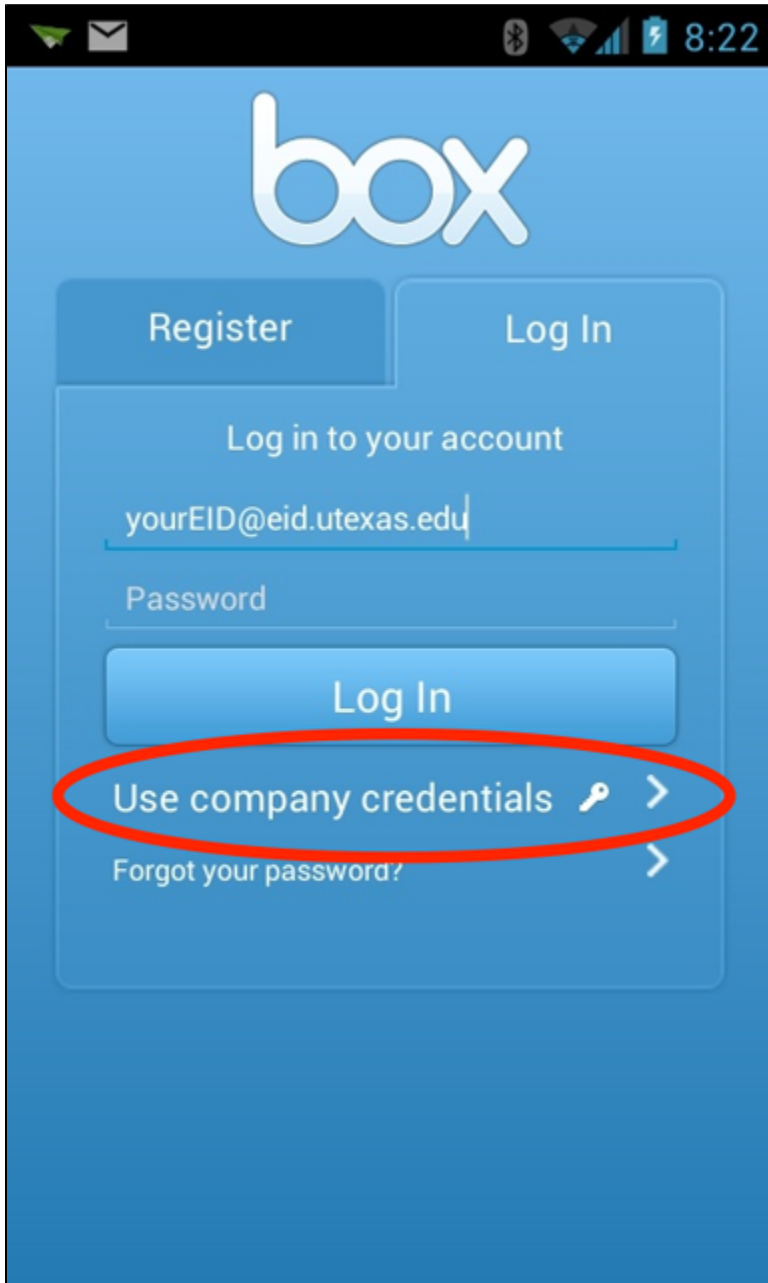 8:22
box
Register
Log In
Log in to your account
yourEID@eid.utexas.edu
Password
Log In
Use company credentials
Forgot your password?